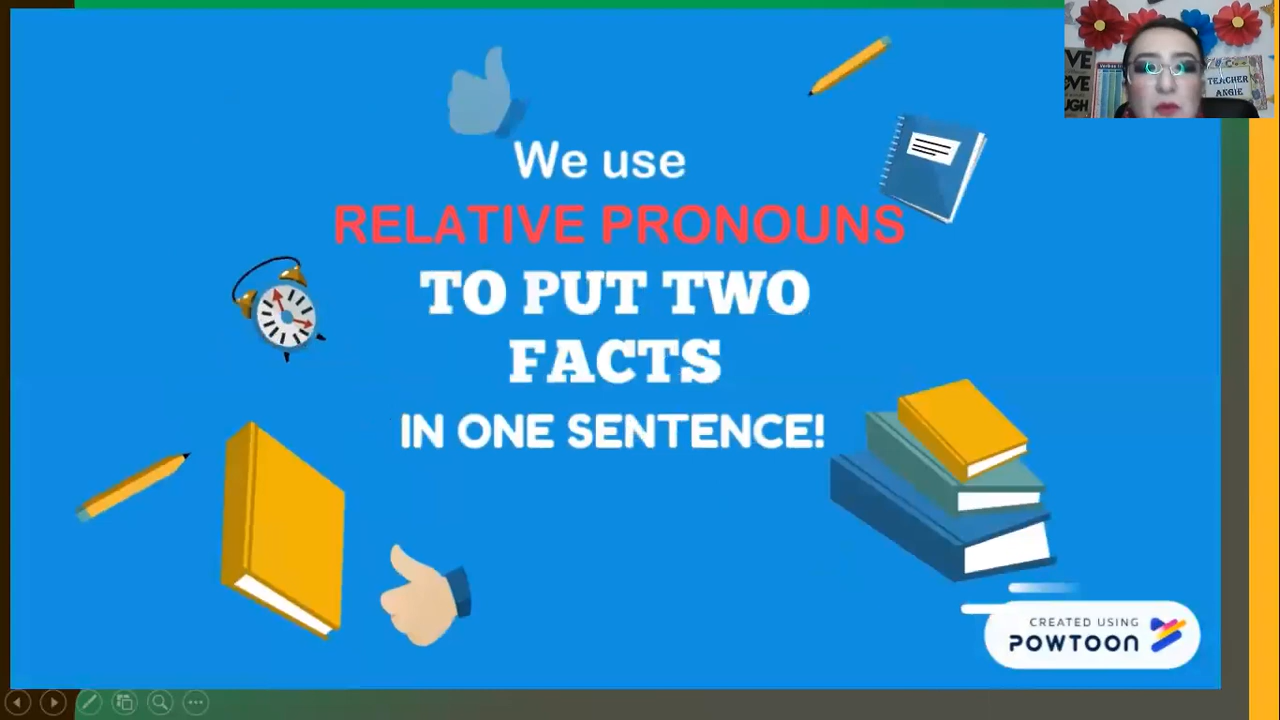 We use
RELATIVE PRONOUNS
TO PUT TWO
FACTS
IN ONE SENTENCE!
CREATED USING
POWTOON
TEACHER
ANGIE